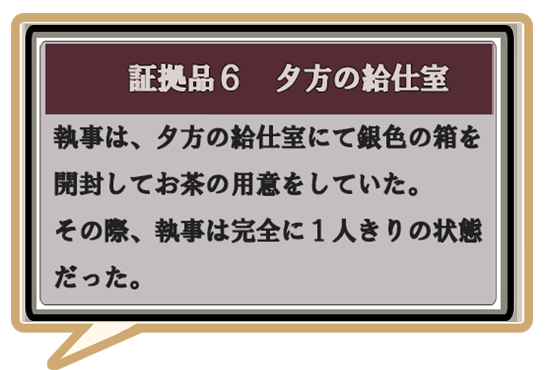 証拠品６　夕方の給仕室
執事は、夕方の給仕室にて銀色の箱を
開封してお茶の用意をしていた。
その際、執事は完全に１人きりの状態
だった。